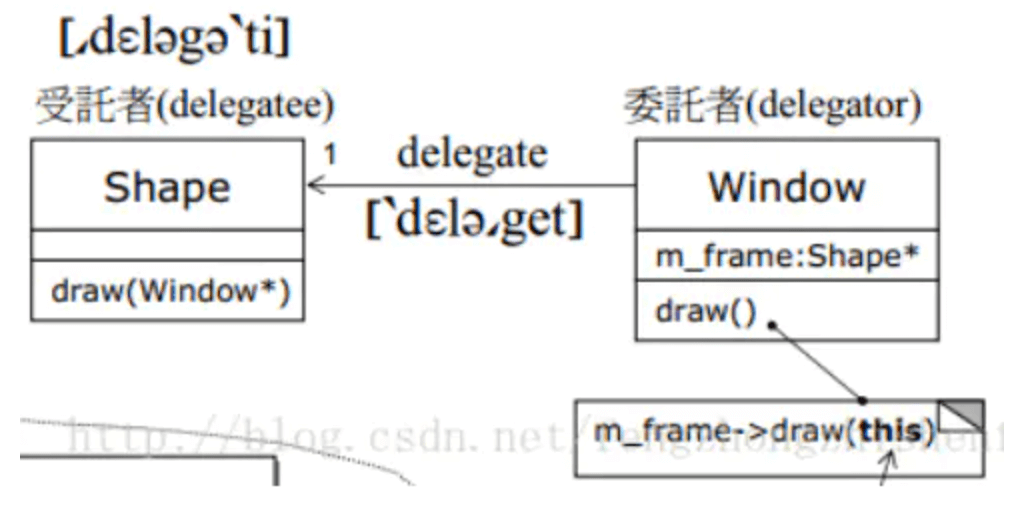 [ˏdɛləgəˋti]
受託者(delegatee)
委託者(delegator)
Shape
1
delegate
[ˋdɛləˏget]
Window
m_frame:Shape*
draw(Window*)
draw()
m_frame->draw(this)
http://blog.csdn.net/